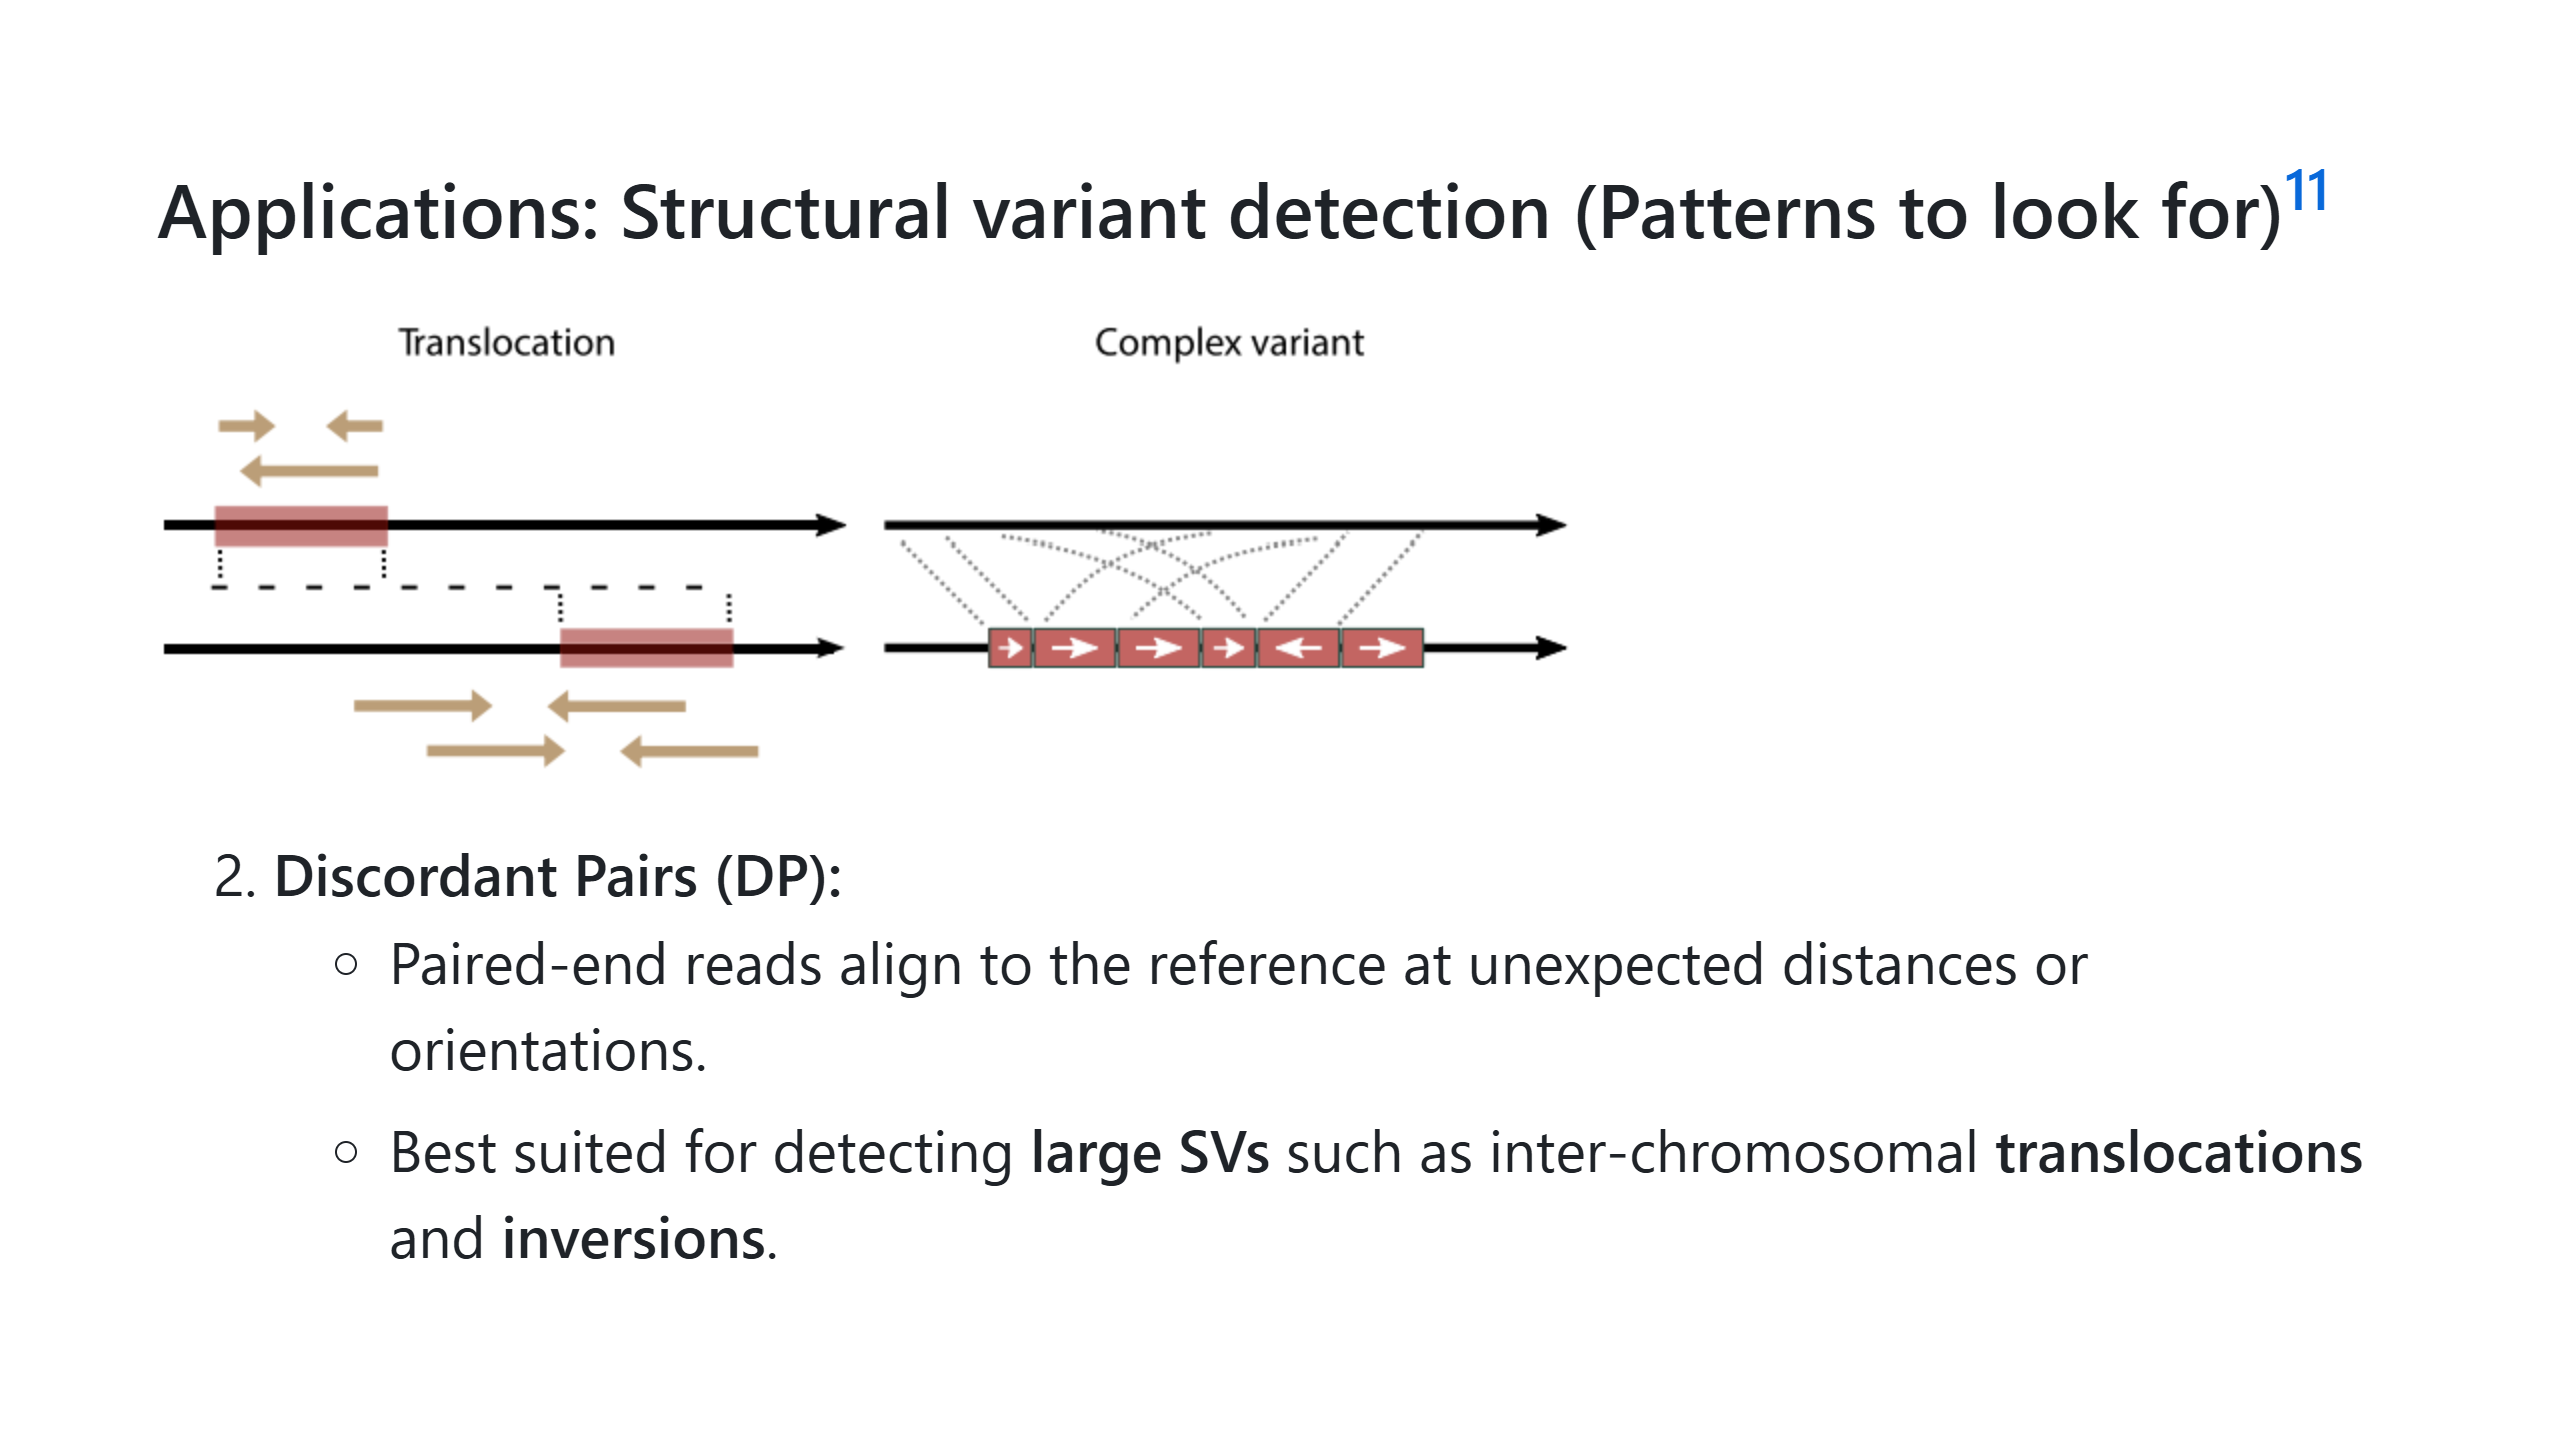 Applications: Structural variant detection (Patterns to look for)11
Translocation
Complex variant
2. Discordant Pairs (DP):
○ Paired-end reads align to the reference at unexpected distances or
orientations.
○ Best suited for detecting large SVs such as inter-chromosomal translocations
and inversions.